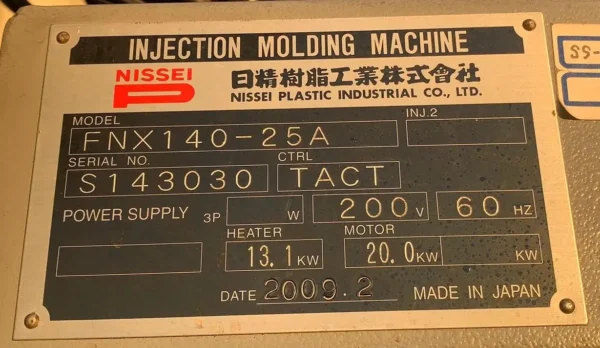 INJECTION MOLDING MACHINE
NISSEI
日精樹脂工業株式會社
NISSEI PLASTIC INDUSTRIAL CO., LTD.
MODEL
FNX140-25A
INJ.2
SERIAL NO.
S143030
CTRL
TACT
POWER SUPPLY 3P W 200 V 60 HZ
HEATER
13.1 KW
MOTOR
20.0 KW KW
DATE 2009.2 MADE IN JAPAN